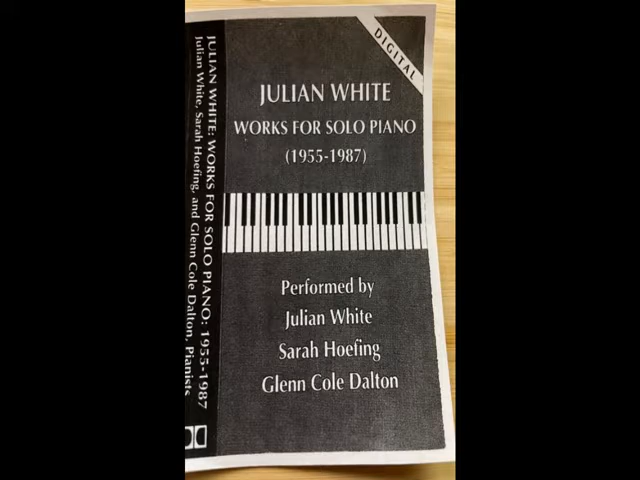 DIGITAL
JULIAN WHITE
WORKS FOR SOLO PIANO
(1955-1987)
Performed by
Julian White
Sarah Hoefing
Glenn Cole Dalton
JULIAN WHITE: WORKS FOR SOLO PIANO: 1955-1987
Julian White, Sarah Hoefing, and Glenn Cole Dalton, Pianists